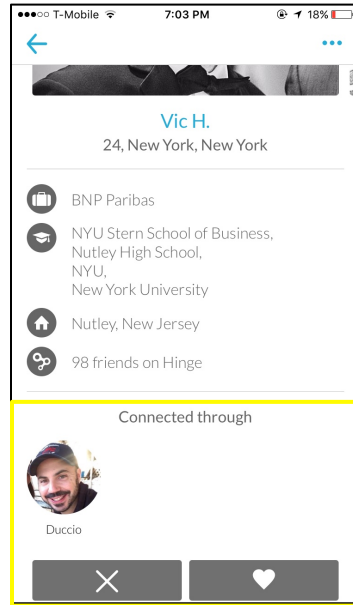 T-Mobile 7:03 PM 18%
Vic H.
24, New York, New York
BNP Paribas
NYU Stern School of Business,
Nutley High School,
NYU,
New York University
Nutley, New Jersey
98 friends on Hinge
Connected through
Duccio